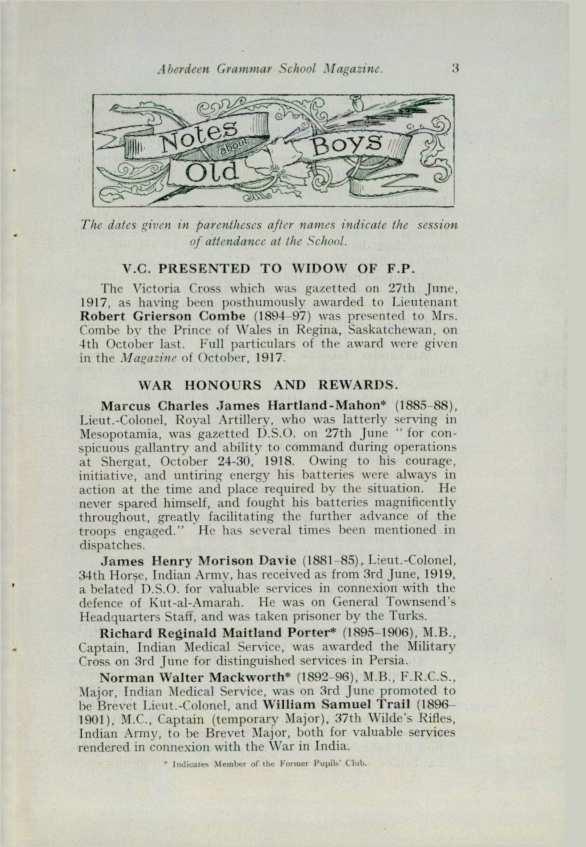 Aberdeen Grammar School Magazine. 3
Notes
about
Old
Boys
The dates given in parentheses after names indicate the session
of attendance at the School.
V.C. PRESENTED TO WIDOW OF F.P.
The Victoria Cross which was gazetted on 27th June,
1917, as having been posthumously awarded to Lieutenant
Robert Grierson Combe (1894–97) was presented to Mrs.
Combe by the Prince of Wales in Regina, Saskatchewan, on
4th October last. Full particulars of the award were given
in the Magazine of October, 1917.
WAR HONOURS AND REWARDS.
Marcus Charles James Hartland-Mahon* (1885–88),
Lieut.-Colonel, Royal Artillery, who was latterly serving in
Mesopotamia, was gazetted D.S.O. on 27th June " for con-
spicuous gallantry and ability to command during operations
at Shergat, October 24-30, 1918. Owing to his courage,
initiative, and untiring energy his batteries were always in
action at the time and place required by the situation. He
never spared himself, and fought his batteries magnificently
throughout, greatly facilitating the further advance of the
troops engaged." He has several times been mentioned in
dispatches.
James Henry Morison Davie (1881–85), Lieut.-Colonel,
34th Horse, Indian Army, has received as from 3rd June, 1919,
a belated D.S.O. for valuable services in connexion with the
defence of Kut-al-Amarah. He was on General Townsend's
Headquarters Staff, and was taken prisoner by the Turks.
Richard Reginald Maitland Porter* (1895–1906), M.B.,
Captain, Indian Medical Service, was awarded the Military
Cross on 3rd June for distinguished services in Persia.
Norman Walter Mackworth* (1892–96), M.B., F.R.C.S.,
Major, Indian Medical Service, was on 3rd June promoted to
be Brevet Lieut.-Colonel, and William Samuel Trail (1896–
1901), M.C., Captain (temporary Major), 37th Wilde's Rifles,
Indian Army, to be Brevet Major, both for valuable services
rendered in connexion with the War in India.
* Indicates Member of the Former Pupils' Club.